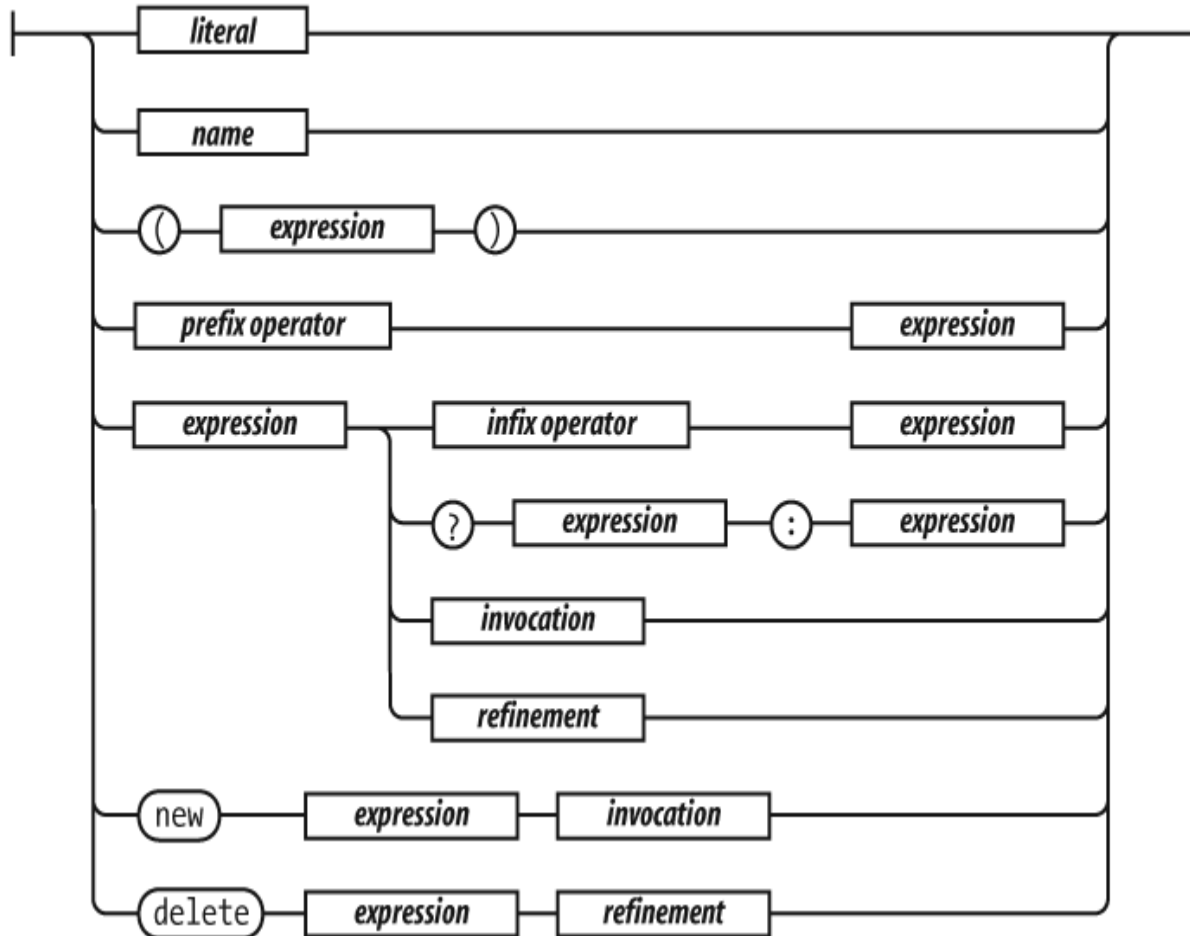 literal
name
( expression )
prefix operator expression
expression infix operator expression
? expression : expression
invocation
refinement
new expression invocation
delete expression refinement